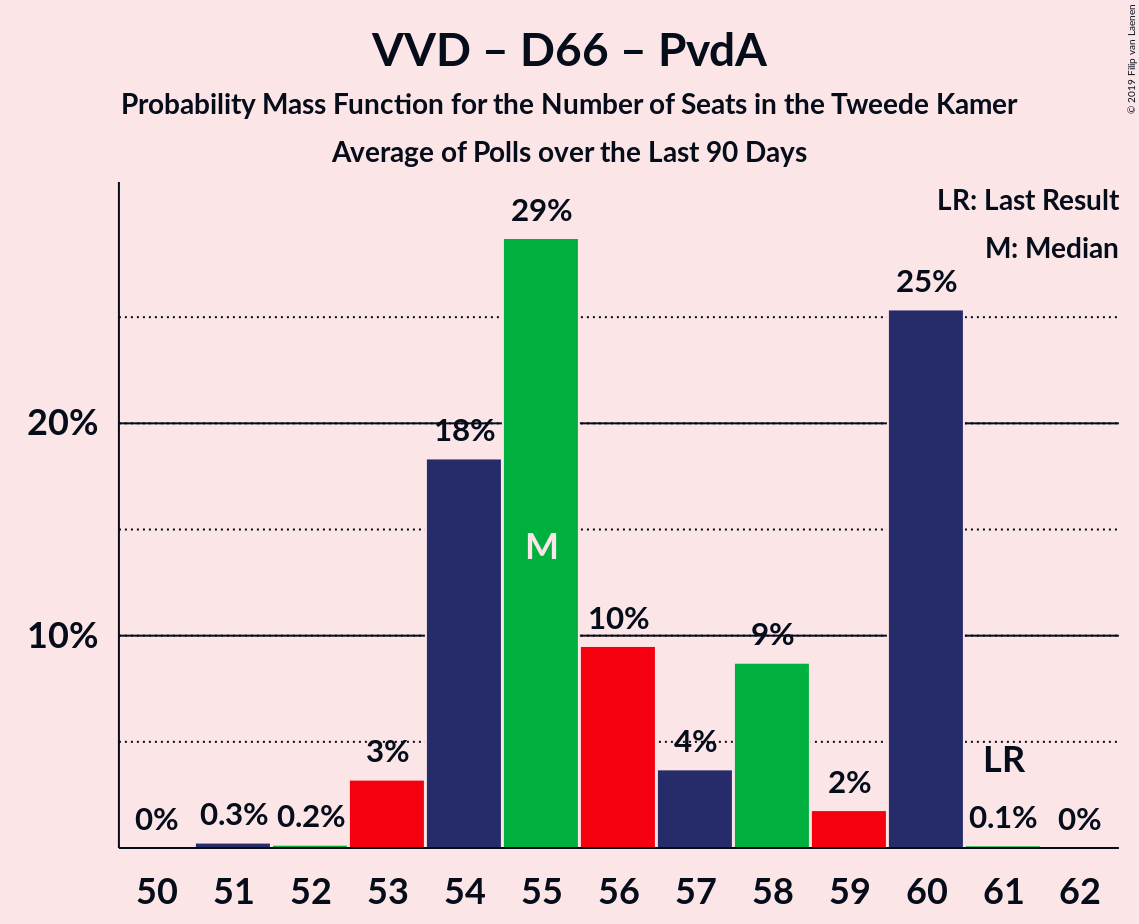 VVD – D66 – PvdA
Probability Mass Function for the Number of Seats in the Tweede Kamer
Average of Polls over the Last 90 Days
© 2019 Filip van Laenen
LR: Last Result
M: Median
20%
10%
0%
0.3%
0.2%
3%
18%
29%
M
10%
4%
9%
2%
25%
LR
0.1%
0%
50 51 52 53 54 55 56 57 58 59 60 61 62